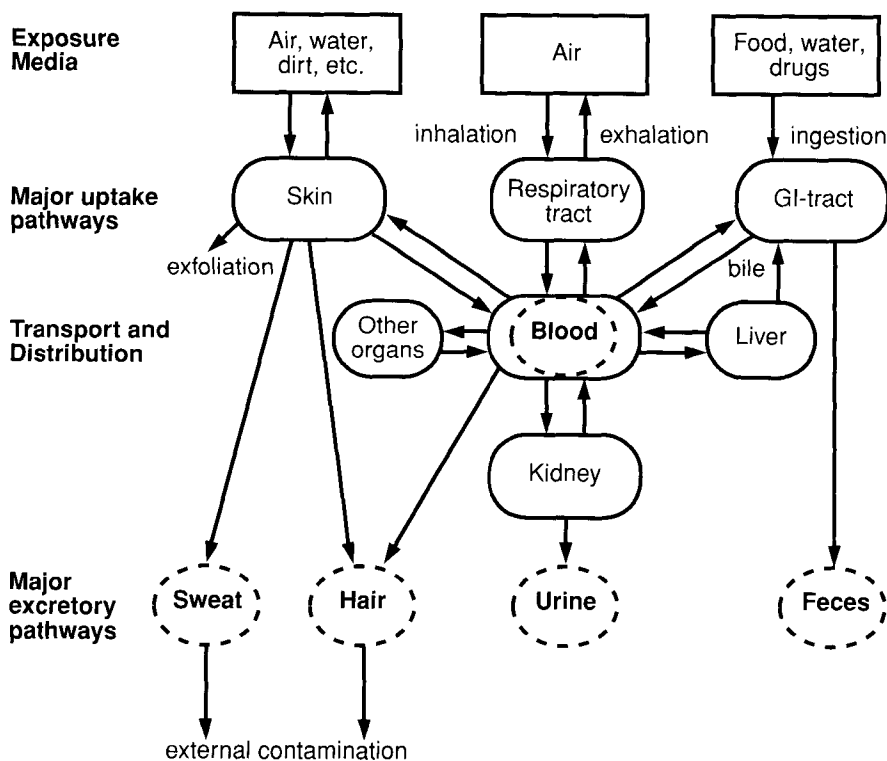 Exposure
Media
Air, water,
dirt, etc.
Air
Food, water,
drugs
inhalation
exhalation
ingestion
Major uptake
pathways
Skin
Respiratory
tract
GI-tract
exfoliation
bile
Transport and
Distribution
Other
organs
Blood
Liver
Kidney
Major
excretory
pathways
Sweat
Hair
Urine
Feces
external contamination